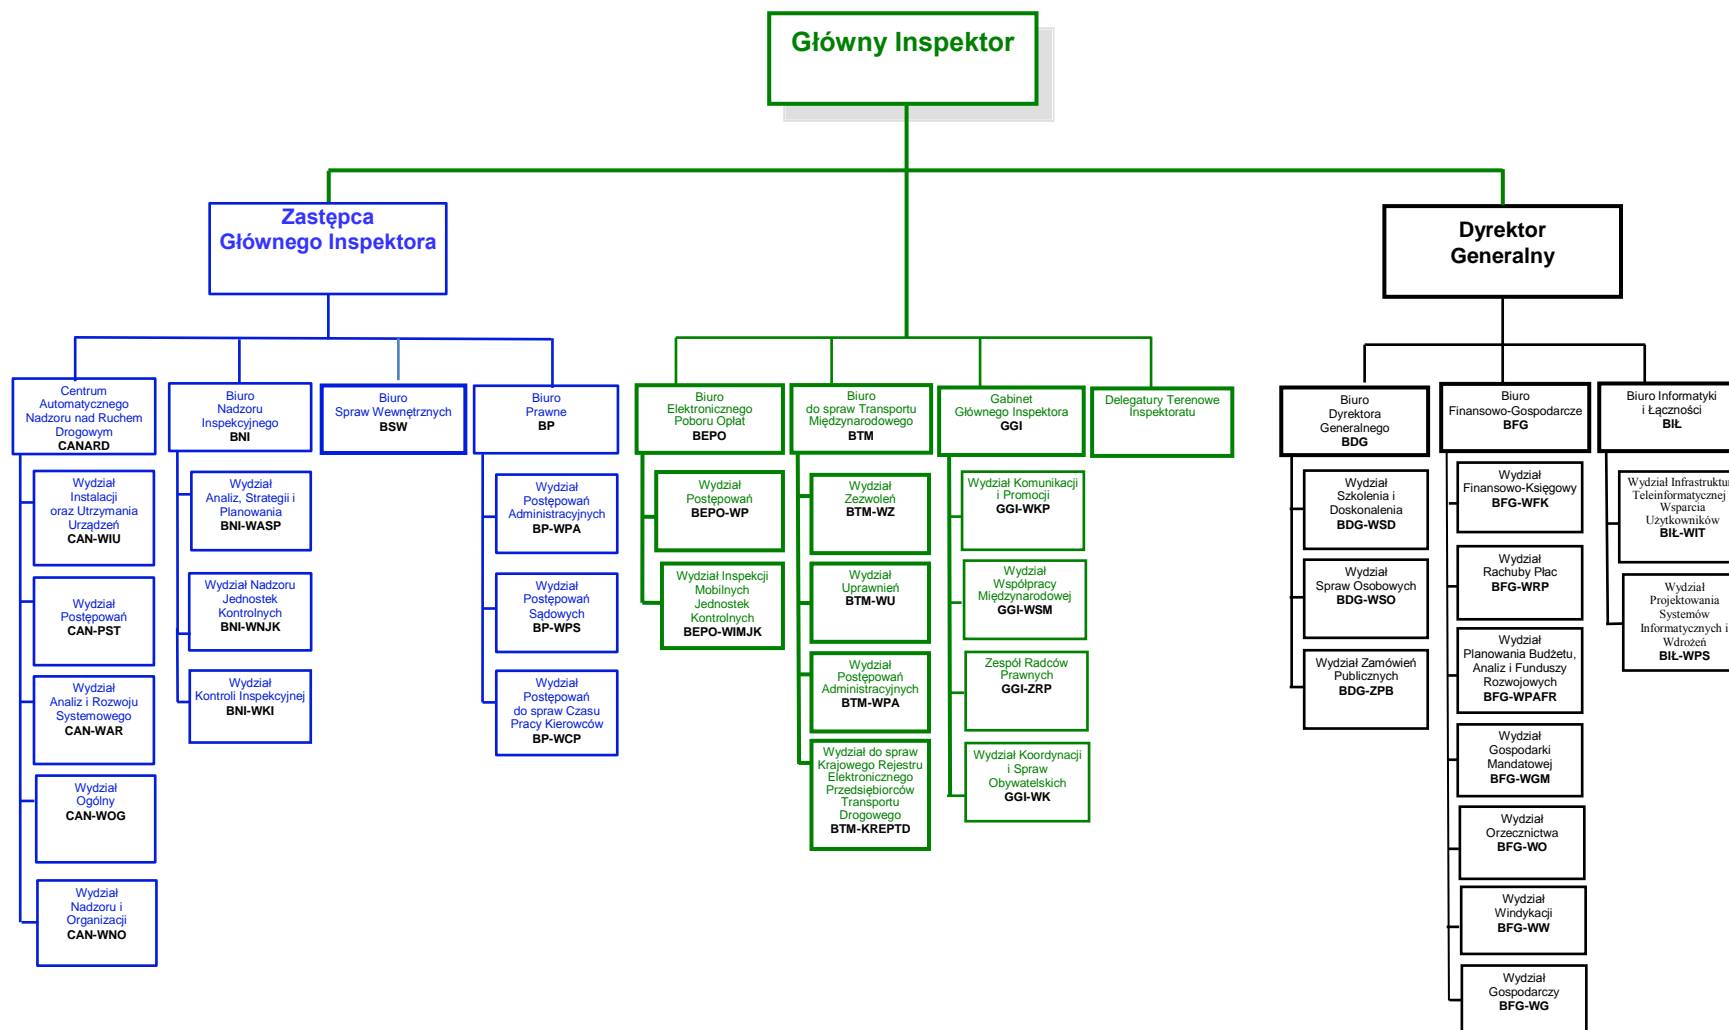 Główny Inspektor
Zastępca
Głównego Inspektora
Dyrektor
Generalny
Centrum
Automatycznego
Nadzoru nad Ruchem
Drogowym
CANARD
Wydział
Instalacji
oraz Utrzymania
Urządzeń
CAN-WIU
Wydział
Postępowań
CAN-PST
Wydział
Analiz i Rozwoju
Systemowego
CAN-WAR
Wydział
Ogólny
CAN-WOG
Wydział
Nadzoru i
Organizacji
CAN-WNO
Biuro
Nadzoru
Inspekcyjnego
BNI
Wydział
Analiz, Strategii i
Planowania
BNI-WASP
Wydział Nadzoru
Jednostek
Kontrolnych
BNI-WNJK
Wydział
Kontroli Inspekcyjnej
BNI-WKI
Biuro
Spraw Wewnętrznych
BSW
Biuro
Prawne
BP
Wydział
Postępowań
Administracyjnych
BP-WPA
Wydział
Postępowań
Sądowych
BP-WPS
Wydział
Postępowań
do spraw Czasu
Pracy Kierowców
BP-WCP
Biuro
Elektronicznego
Poboru Opłat
BEPO
Wydział
Postępowań
BEPO-WP
Wydział Inspekcji
Mobilnych
Jednostek
Kontrolnych
BEPO-WIMJK
Biuro
do spraw Transportu
Międzynarodowego
BTM
Wydział
Zezwoleń
BTM-WZ
Wydział
Uprawnień
BTM-WU
Wydział
Postępowań
Administracyjnych
BTM-WPA
Wydział do spraw
Krajowego Rejestru
Elektronicznego
Przedsiębiorców
Transportu
Drogowego
BTM-KREPTD
Gabinet
Głównego Inspektora
GGI
Wydział Komunikacji
i Promocji
GGI-WKP
Wydział
Współpracy
Międzynarodowej
GGI-WSM
Zespół Radców
Prawnych
GGI-ZRP
Wydział Koordynacji
i Spraw
Obywatelskich
GGI-WK
Delegatury Terenowe
Inspektoratu
Biuro
Dyrektora
Generalnego
BDG
Wydział
Szkolenia i
Doskonalenia
BDG-WSD
Wydział
Spraw Osobowych
BDG-WSO
Wydział Zamówień
Publicznych
BDG-ZPB
Biuro
Finansowo-Gospodarcze
BFG
Wydział
Finansowo-Księgowy
BFG-WFK
Wydział
Rachuby Płac
BFG-WRP
Wydział
Planowania Budżetu,
Analiz i Funduszy
Rozwojowych
BFG-WPAFR
Wydział
Gospodarki
Mandatowej
BFG-WGM
Wydział
Orzecznictwa
BFG-WO
Wydział
Windykacji
BFG-WW
Wydział
Gospodarczy
BFG-WG
Biuro Informatyki
i Łączności
BIŁ
Wydział Infrastruktur
Teleinformatycznej
Wsparcia
Użytkowników
BIŁ-WIT
Wydział
Projektowania
Systemów
Informatycznych i
Wdrożeń
BIŁ-WPS